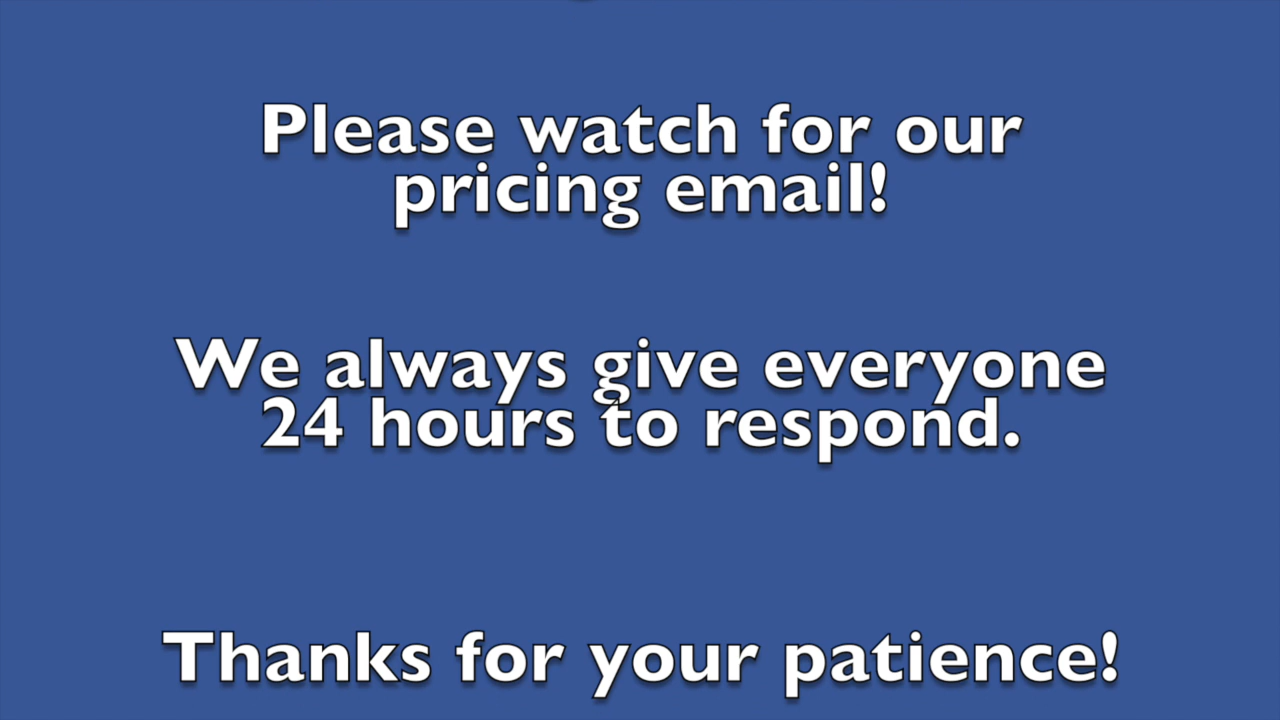 Please watch for our
pricing email!
We always give everyone
24 hours to respond.
Thanks for your patience!